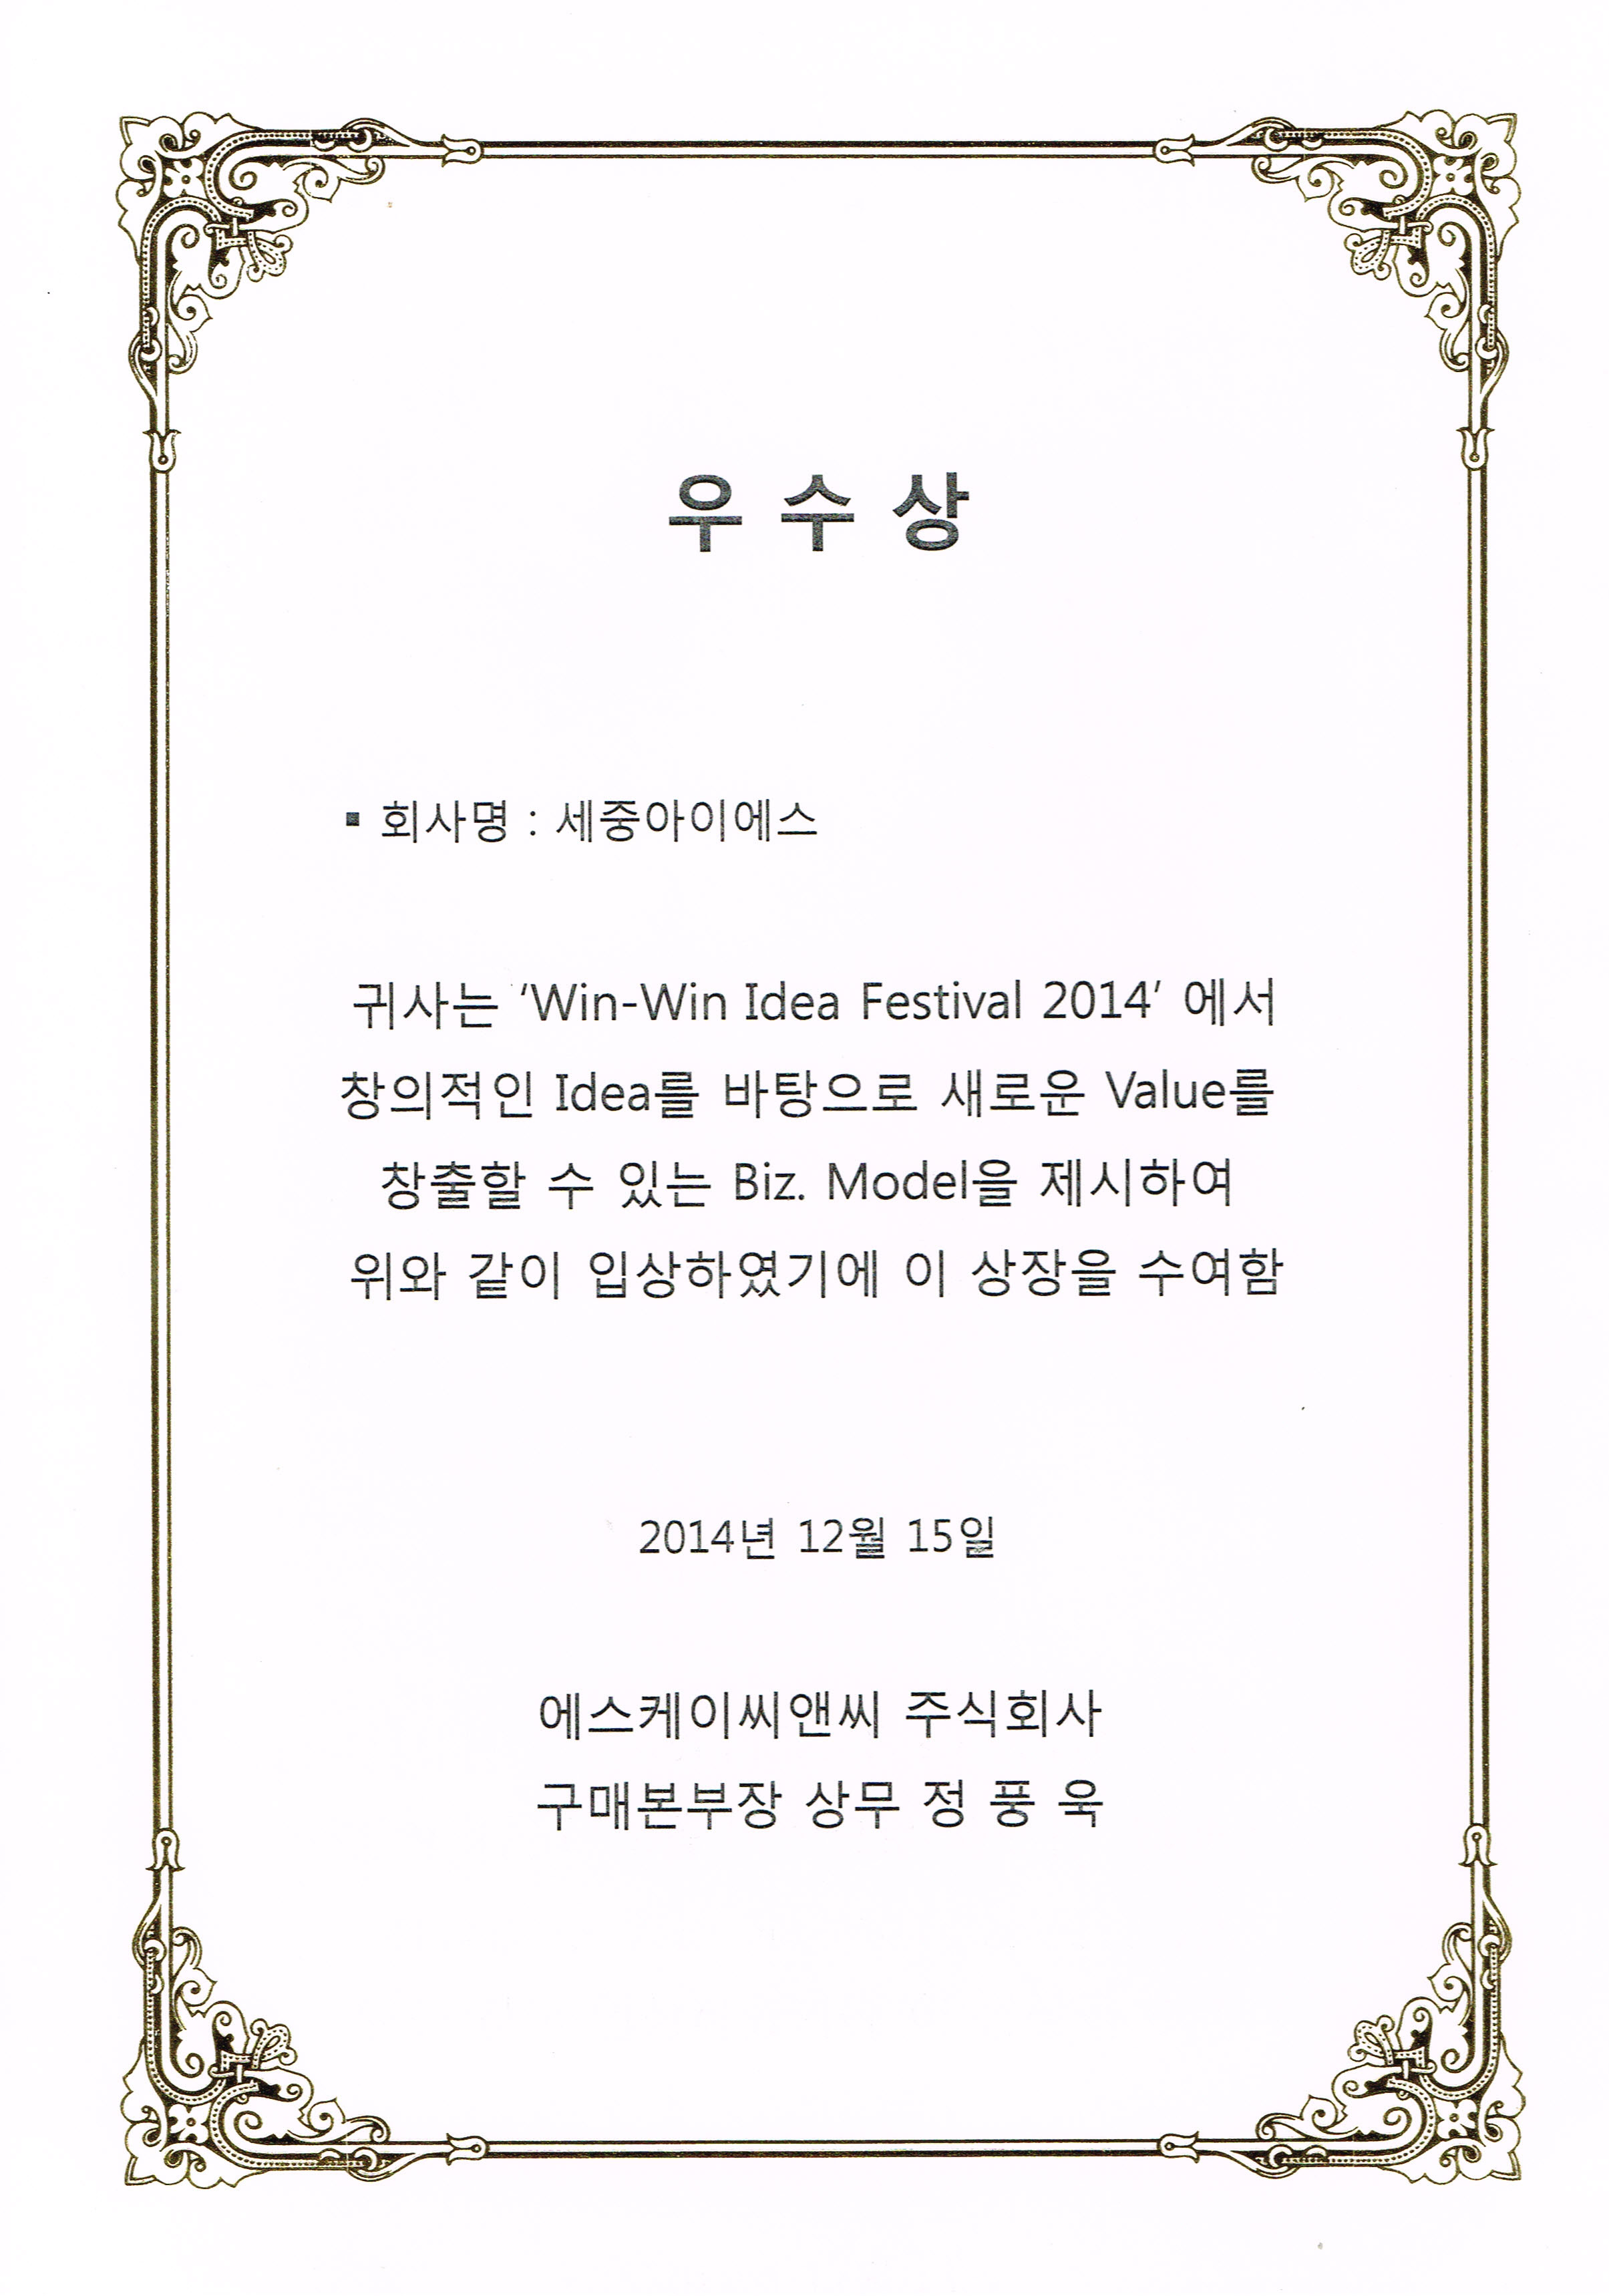 우 수 상
▪ 회사명 : 세중아이에스
귀사는 ‘Win-Win Idea Festival 2014’ 에서
창의적인 Idea를 바탕으로 새로운 Value를
창출할 수 있는 Biz. Model을 제시하여
위와 같이 입상하였기에 이 상장을 수여함
2014년 12월 15일
에스케이씨앤씨 주식회사
구매본부장 상무 정 풍 욱